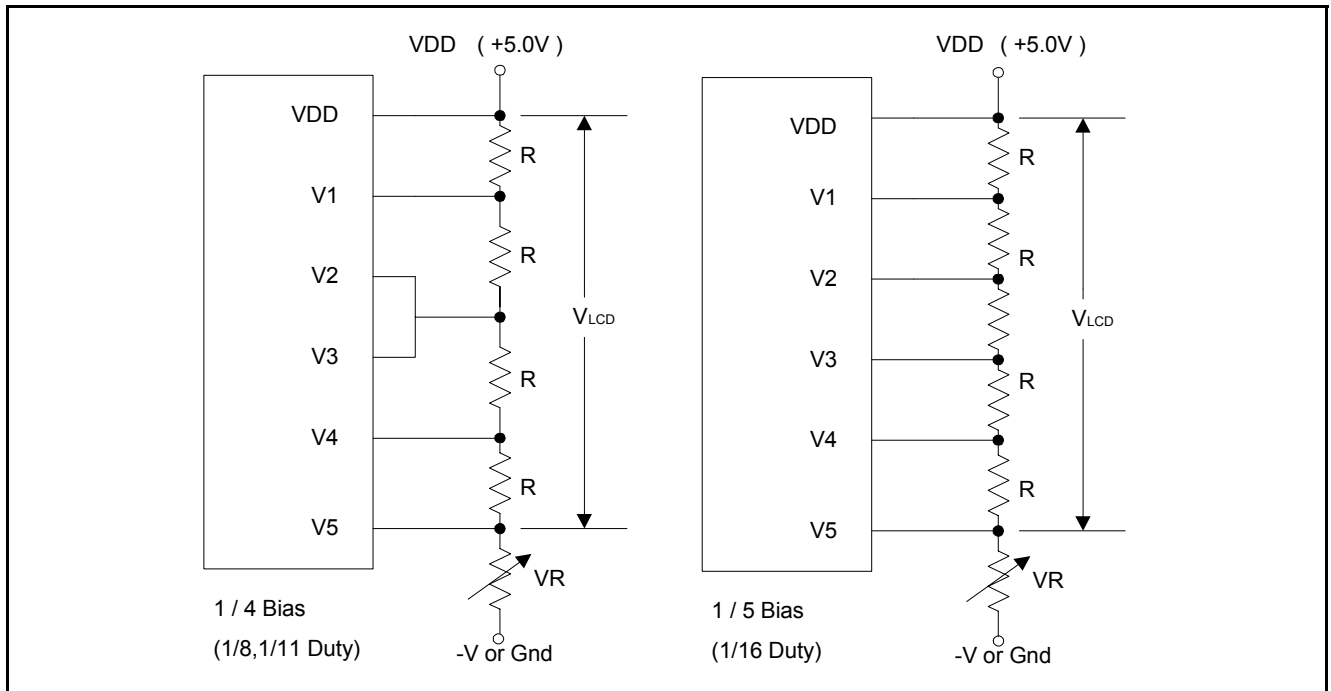 VDD ( +5.0V )
VDD
R
V1
R
V2
VLCD
V3
R
V4
R
V5
VR
1 / 4 Bias
(1/8,1/11 Duty)
-V or Gnd
VDD ( +5.0V )
VDD
R
V1
R
V2
VLCD
V3
R
V4
R
V5
VR
1 / 5 Bias
(1/16 Duty)
-V or Gnd